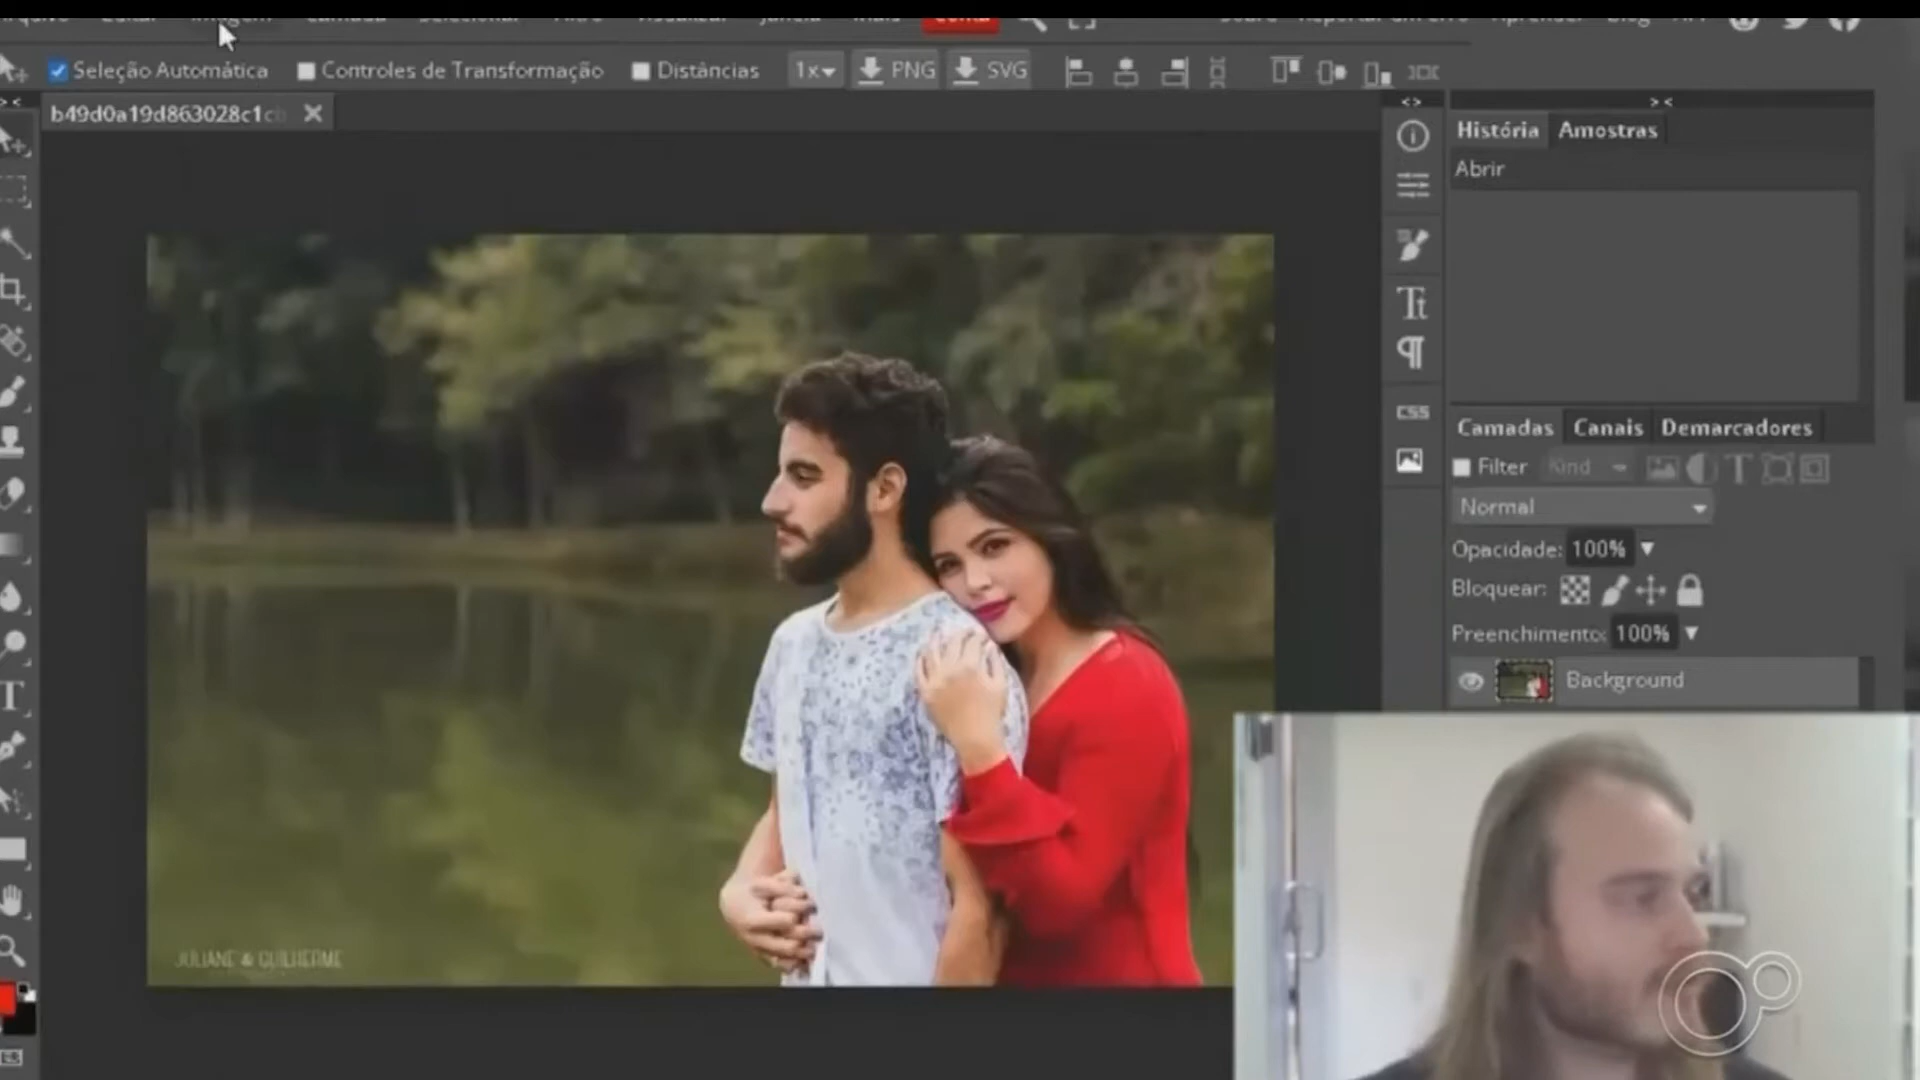 Seleção Automática Controles de Transformação Distâncias 1x PNG SVG
b49d0a19d863028c1c
História Amostras
Abrir
Tt
CSS
Camadas Canais Demarcadores
Filter Kind
Normal
Opacidade: 100%
Bloquear:
Preenchimento: 100%
Background
T
JULIANE & GUILHERME